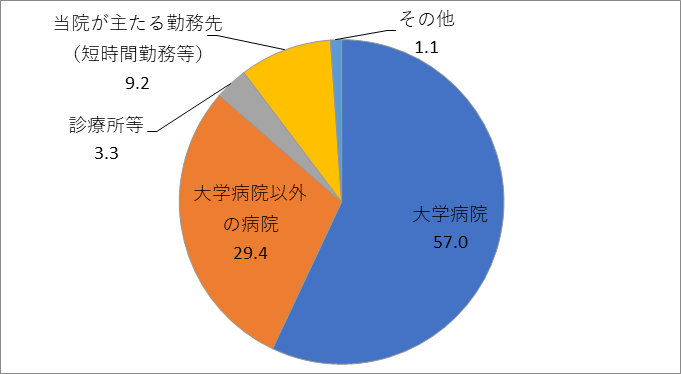 当院が主たる勤務先
（短時間勤務等）
9.2
その他
1.1
診療所等
3.3
大学病院以外
の病院
29.4
大学病院
57.0